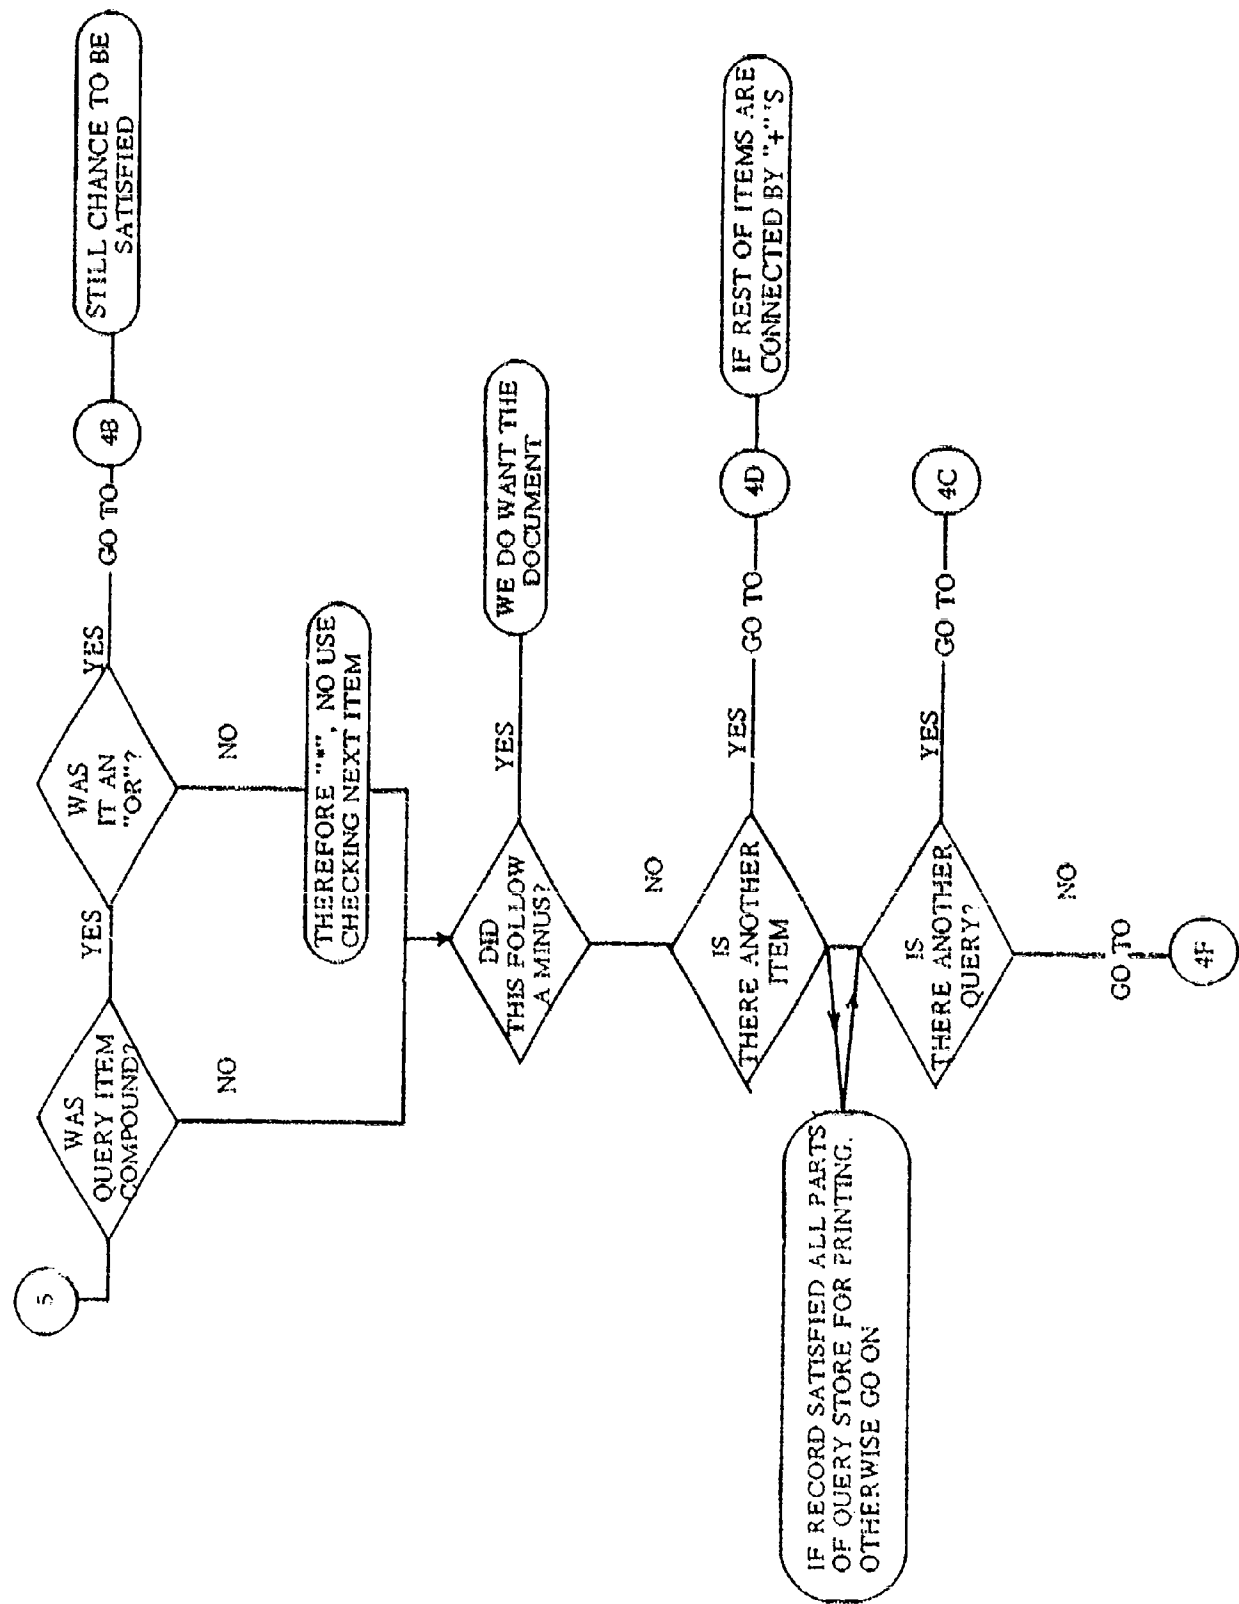 5
WAS
QUERY ITEM
COMPOUND?
YES
NO
WAS
IT AN
"OR"?
YES
GO TO
4B
STILL CHANCE TO BE
SATISFIED
NO
THEREFORE "*", NO USE
CHECKING NEXT ITEM
DID
THIS FOLLOW
A MINUS?
YES
WE DO WANT THE
DOCUMENT
NO
IS
THERE ANOTHER
ITEM
YES
GO TO
4D
IF REST OF ITEMS ARE
CONNECTED BY "+"'S
IF RECORD SATISFIED ALL PARTS
OF QUERY STORE FOR PRINTING.
OTHERWISE GO ON
IS
THERE ANOTHER
QUERY?
YES
GO TO
4C
NO
GO TO
4F